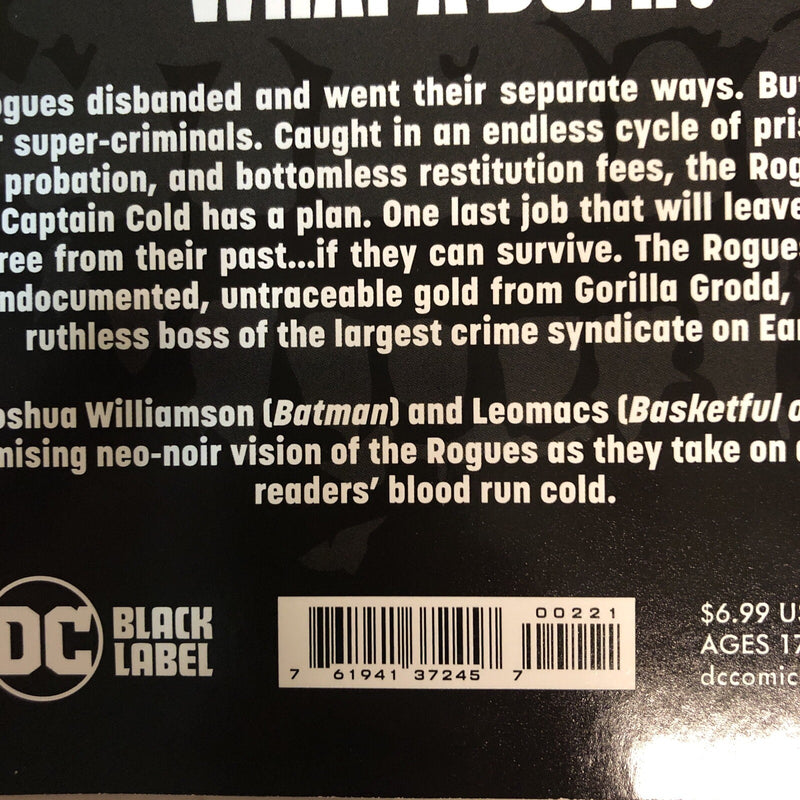 ogues disbanded and went their separate ways. But
super-criminals. Caught in an endless cycle of pri
probation, and bottomless restitution fees, the Rog
Captain Cold has a plan. One last job that will leave
ree from their past...if they can survive. The Rogues
ndocumented, untraceable gold from Gorilla Grodd,
ruthless boss of the largest crime syndicate on Ear
oshua Williamson (Batman) and Leomacs (Basketful o
mising neo-noir vision of the Rogues as they take on
readers' blood run cold.
DC BLACK
LABEL
00221
7 61941 37245 7
$6.99 US
AGES 17
dccomic